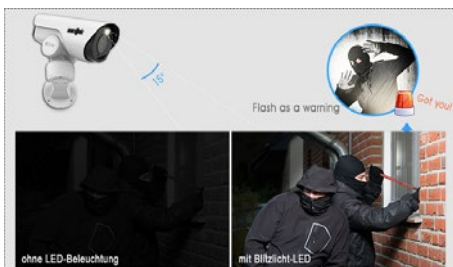 15°
Flash as a warning
Got you!
ohne LED-Beleuchtung
mit Blitzlicht-LED